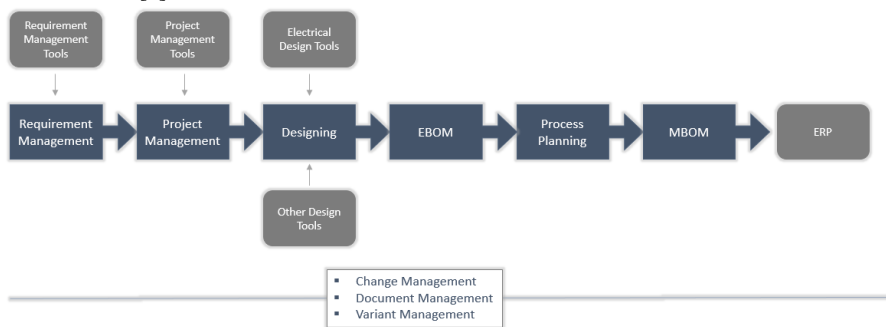 Requirement
Management
Tools
Project
Management
Tools
Electrical
Design Tools
Requirement
Management
Project
Management
Designing
EBOM
Process
Planning
MBOM
ERP
Other Design
Tools
▪ Change Management
▪ Document Management
▪ Variant Management